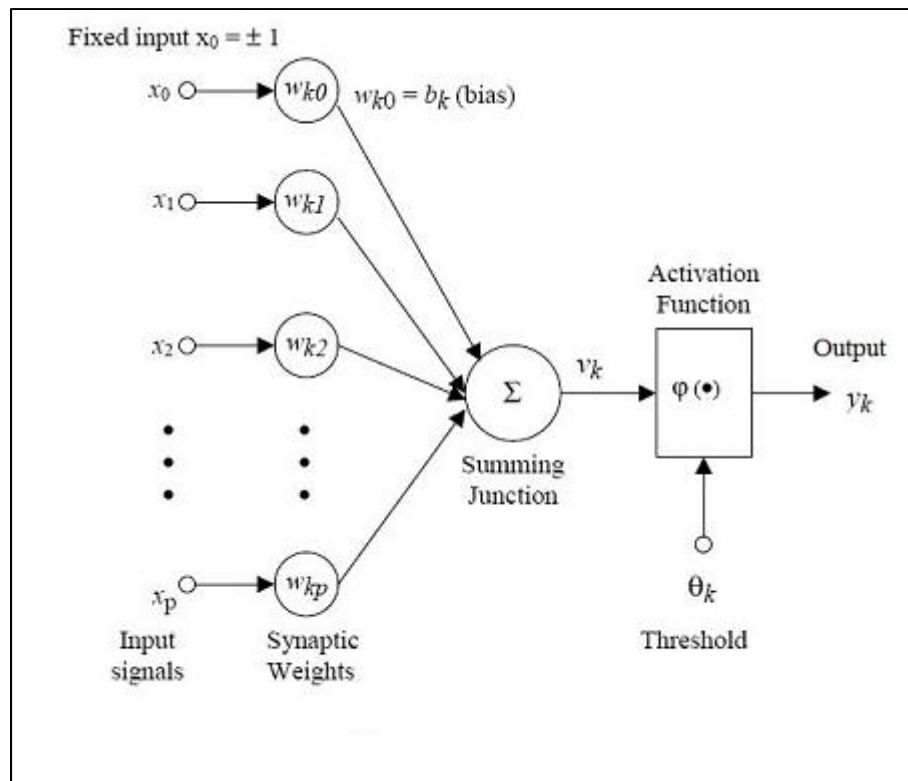 Fixed input x₀ = ± 1
x₀
wₖ₀
wₖ₀ = bₖ (bias)
x₁
wₖ₁
x₂
wₖ₂
xₚ
wₖₚ
Input
signals
Synaptic
Weights
Σ
Summing
Junction
vₖ
Activation
Function
φ (•)
Output
yₖ
θₖ
Threshold